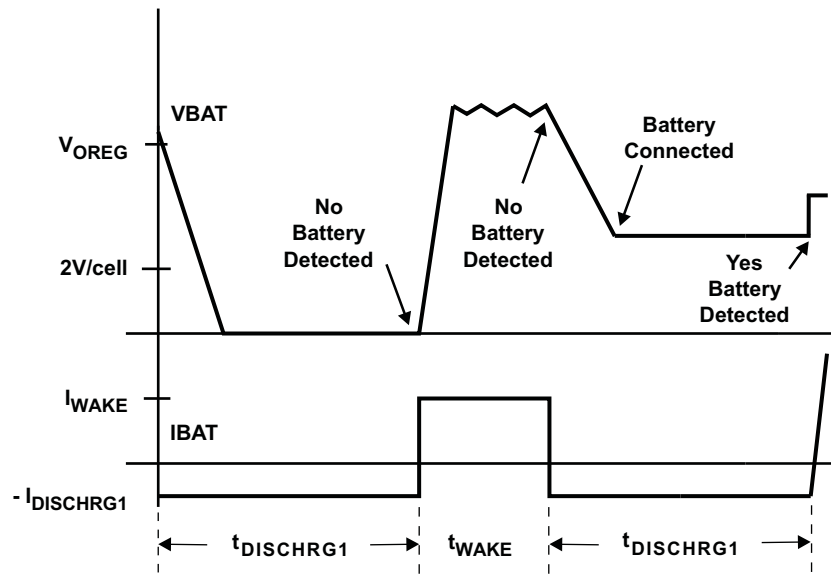 VBAT
VOREG
Battery
Connected
No
Battery
Detected
No
Battery
Detected
2V/cell
Yes
Battery
Detected
IWAKE
IBAT
- IDISCHRG1
tDISCHRG1
tWAKE
tDISCHRG1